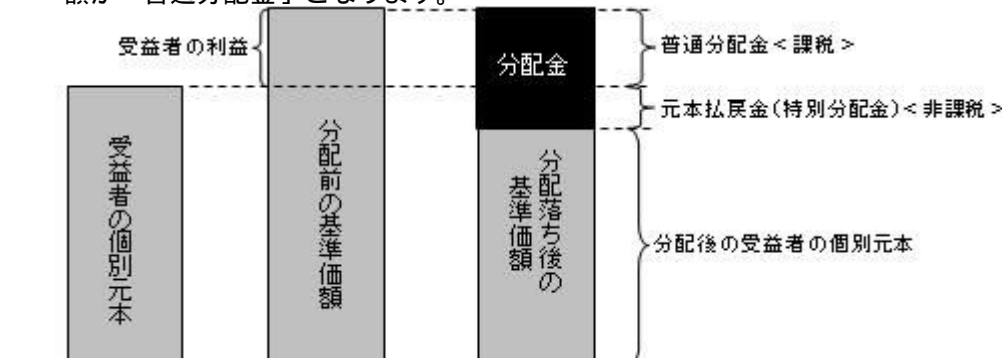 額が「普通分配金」となります。
受益者の利益
分配金
普通分配金＜課税＞
元本払戻金(特別分配金)＜非課税＞
受益者の個別元本
分配前の基準価額
分配落ち後の
基準価額
分配後の受益者の個別元本